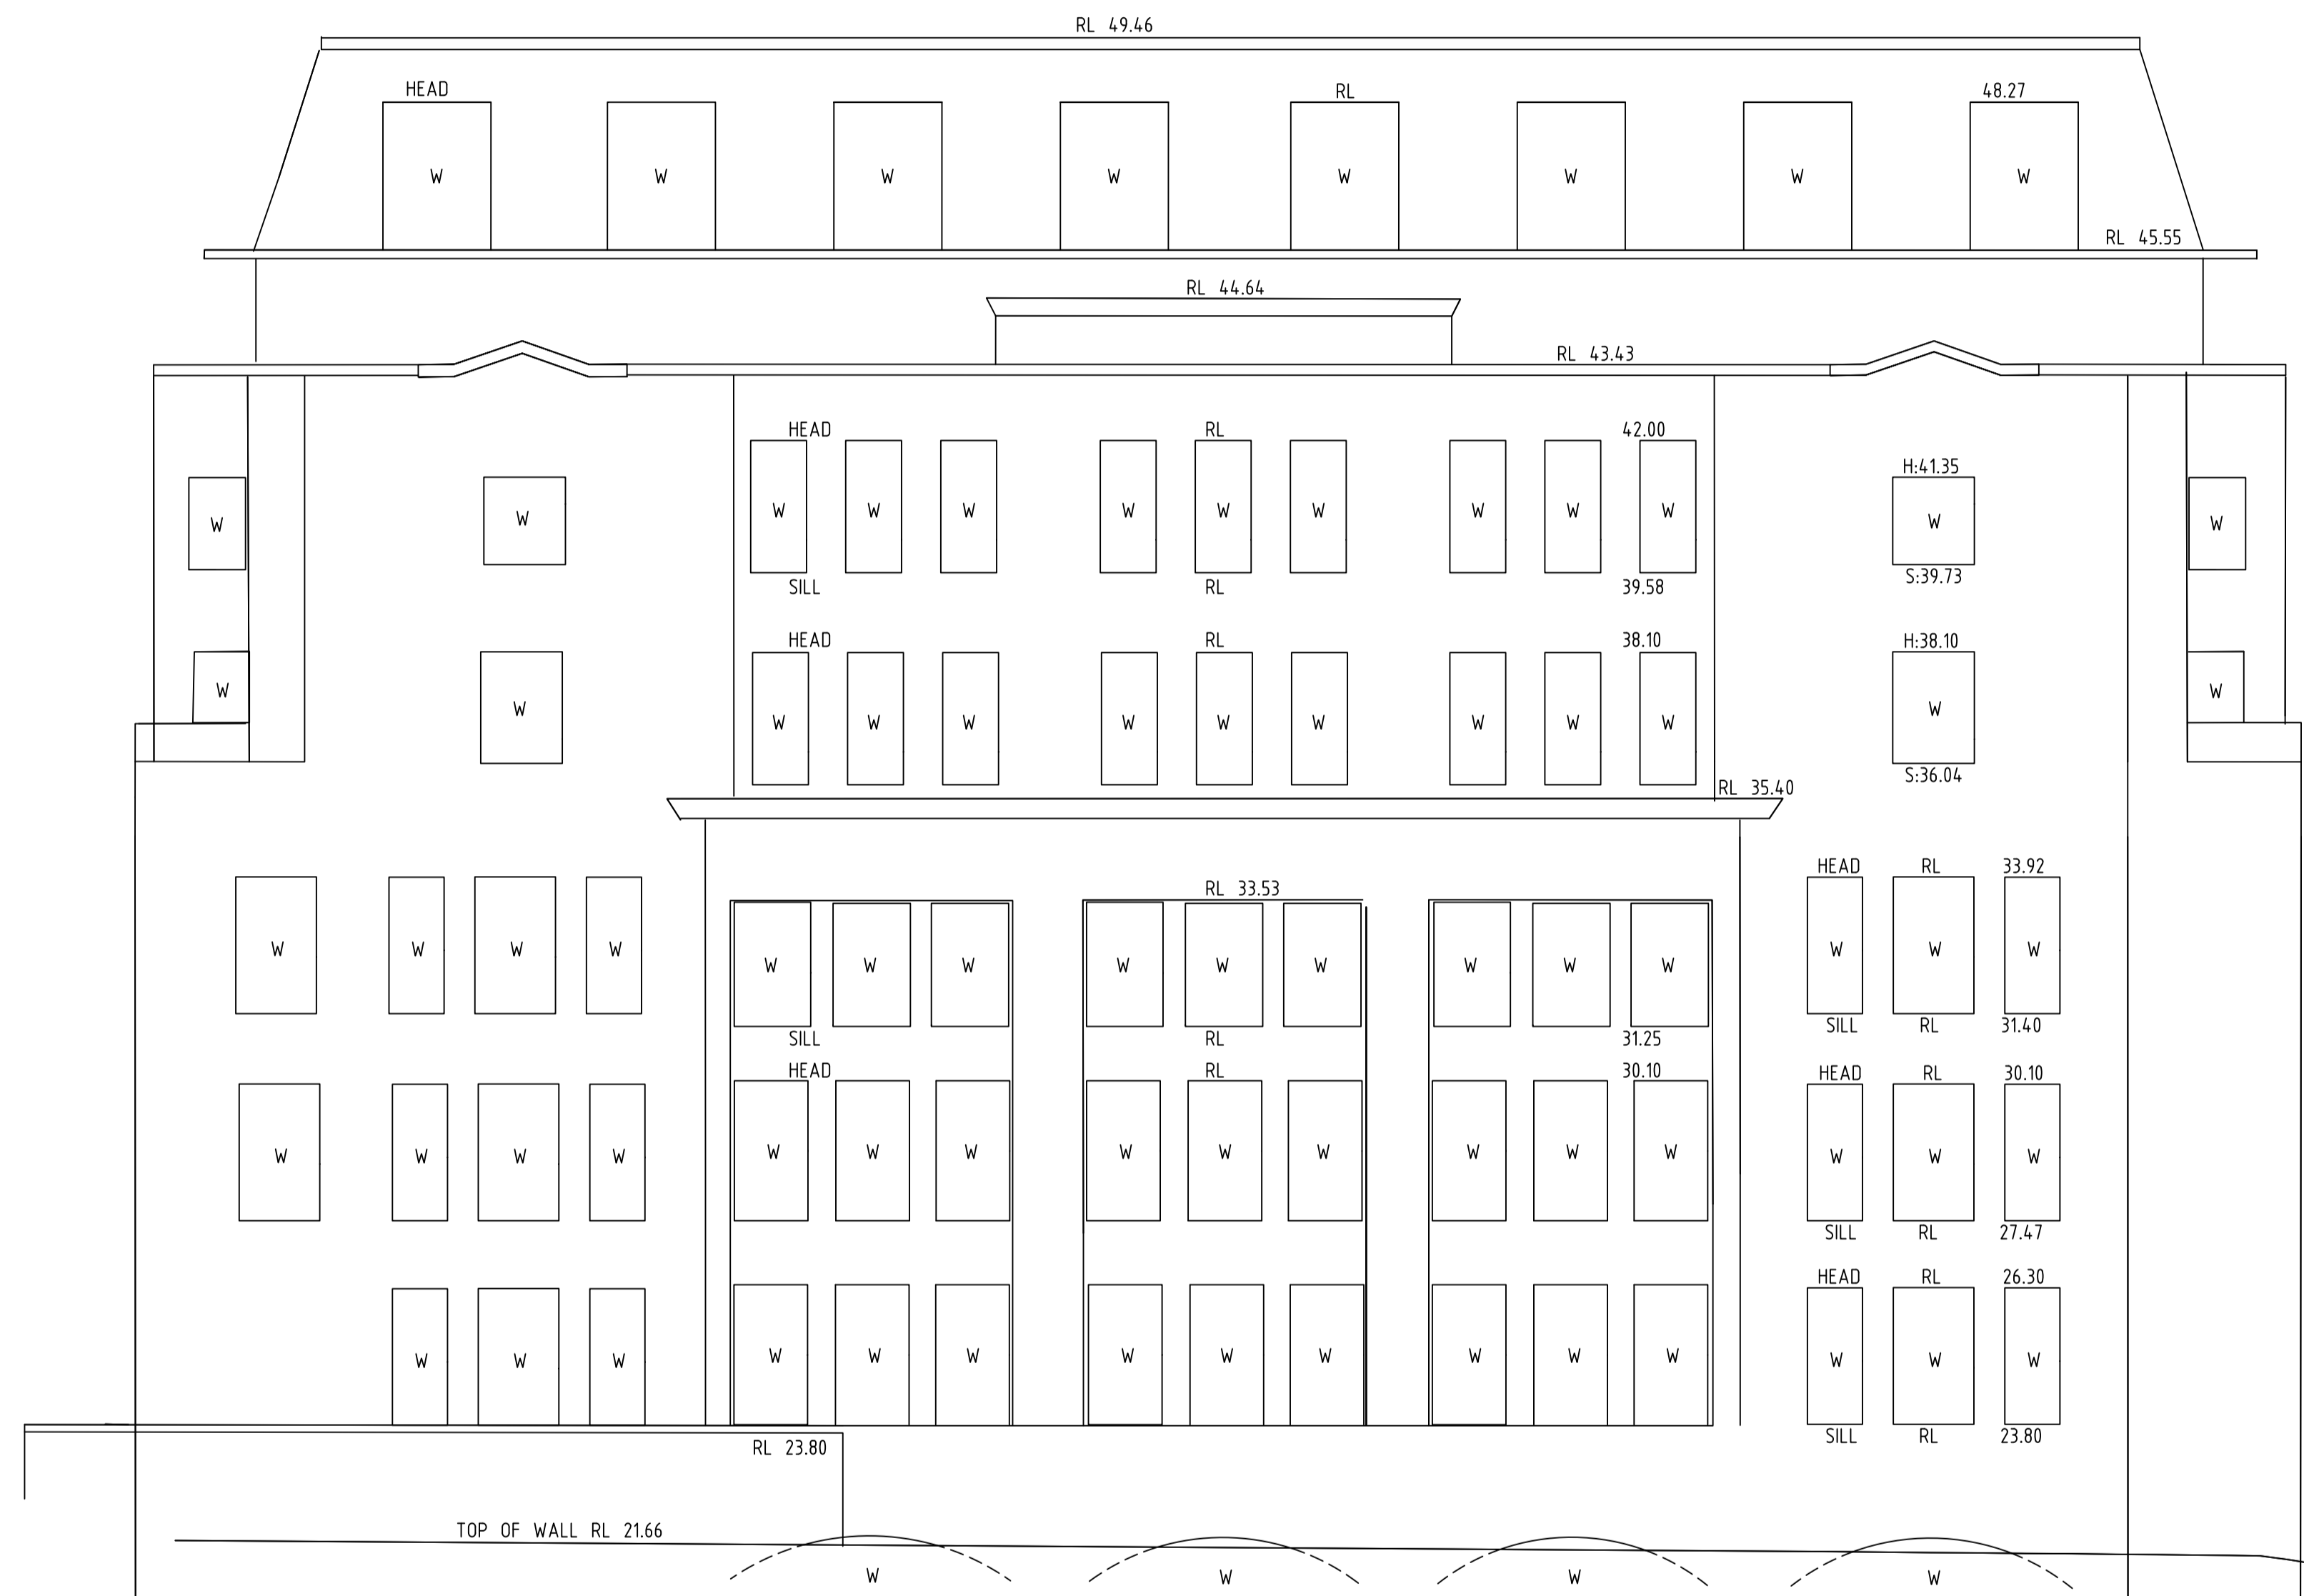 RL 49.46
HEAD RL 48.27
W W W W W W W W
RL 45.55
RL 44.64
RL 43.43
HEAD RL 42.00
H:41.35
W W W W W W W W W W W W W
SILL RL 39.58
S:39.73
HEAD RL 38.10
H:38.10
W W W W W W W W W W W W W
S:36.04
RL 35.40
HEAD RL 33.92
RL 33.53
W W W W W W W W W W W W W W W W
SILL RL 31.40
SILL RL 31.25
HEAD RL 30.10
HEAD RL 30.10
W W W W W W W W W W W W W W W W
SILL RL 27.47
HEAD RL 26.30
W W W W W W W W W W W W W W W
SILL RL 23.80
RL 23.80
TOP OF WALL RL 21.66
W W W W